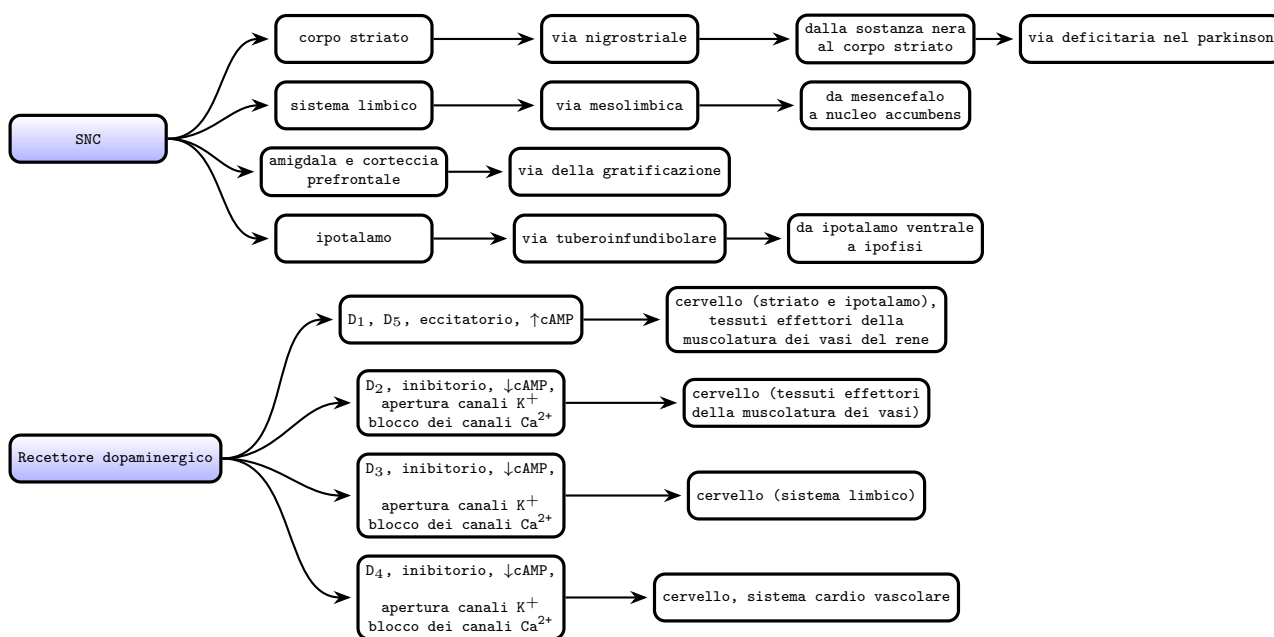 corpo striato
via nigrostriale
dalla sostanza nera
al corpo striato
via deficitaria nel parkinson
sistema limbico
via mesolimbica
da mesencefalo
a nucleo accumbens
SNC
amigdala e corteccia
prefrontale
via della gratificazione
ipotalamo
via tuberoinfundibolare
da ipotalamo ventrale
a ipofisi
D₁, D₅, eccitatorio, ↑cAMP
cervello (striato e ipotalamo),
tessuti effettori della
muscolatura dei vasi del rene
D₂, inibitorio, ↓cAMP,
apertura canali K⁺
blocco dei canali Ca²⁺
cervello (tessuti effettori
della muscolatura dei vasi)
Recettore dopaminergico
D₃, inibitorio, ↓cAMP,
apertura canali K⁺
blocco dei canali Ca²⁺
cervello (sistema limbico)
D₄, inibitorio, ↓cAMP,
apertura canali K⁺
blocco dei canali Ca²⁺
cervello, sistema cardio vascolare